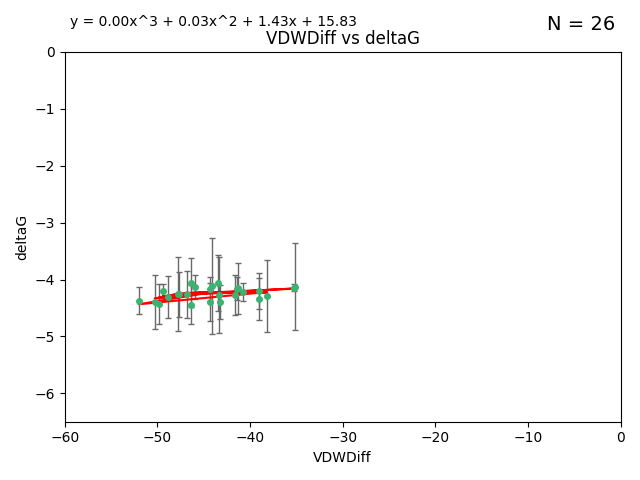 y = 0.00x^3 + 0.03x^2 + 1.43x + 15.83
N = 26
VDWDiff vs deltaG
0
−1
−2
−3
−4
−5
−6
deltaG
−60
−50
−40
−30
−20
−10
0
VDWDiff